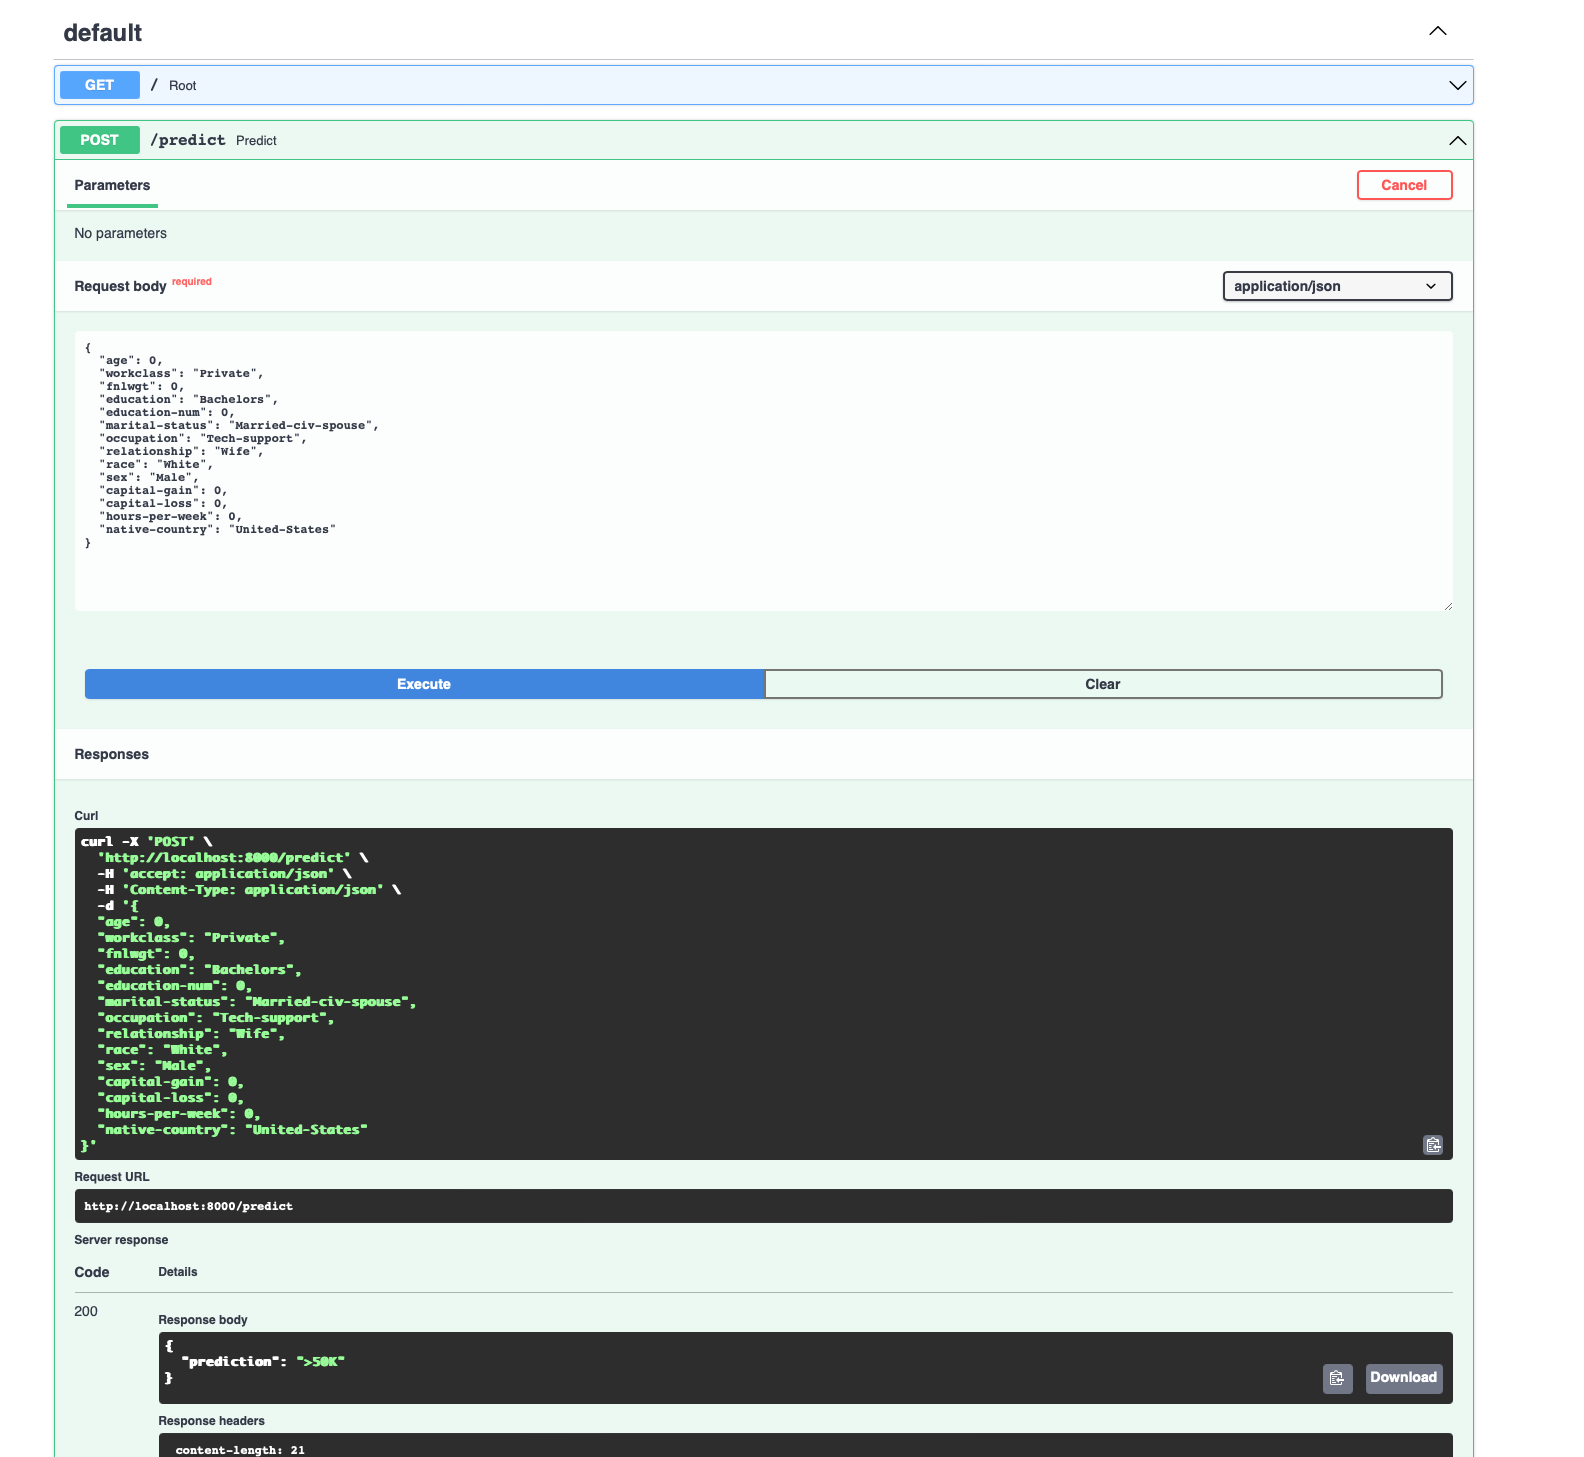 default
GET / Root
POST /predict Predict
Parameters
Cancel
No parameters
Request body required
application/json
{
"age": 0,
"workclass": "Private",
"fnlwgt": 0,
"education": "Bachelors",
"education-num": 0,
"marital-status": "Married-civ-spouse",
"occupation": "Tech-support",
"relationship": "Wife",
"race": "White",
"sex": "Male",
"capital-gain": 0,
"capital-loss": 0,
"hours-per-week": 0,
"native-country": "United-States"
}
Execute
Clear
Responses
Curl
curl -X 'POST' \
'http://localhost:8000/predict' \
-H 'accept: application/json' \
-H 'Content-Type: application/json' \
-d '{
"age": 0,
"workclass": "Private",
"fnlwgt": 0,
"education": "Bachelors",
"education-num": 0,
"marital-status": "Married-civ-spouse",
"occupation": "Tech-support",
"relationship": "Wife",
"race": "White",
"sex": "Male",
"capital-gain": 0,
"capital-loss": 0,
"hours-per-week": 0,
"native-country": "United-States"
}'
Request URL
http://localhost:8000/predict
Server response
Code Details
200
Response body
{
"prediction": ">50K"
}
Download
Response headers
content-length: 21